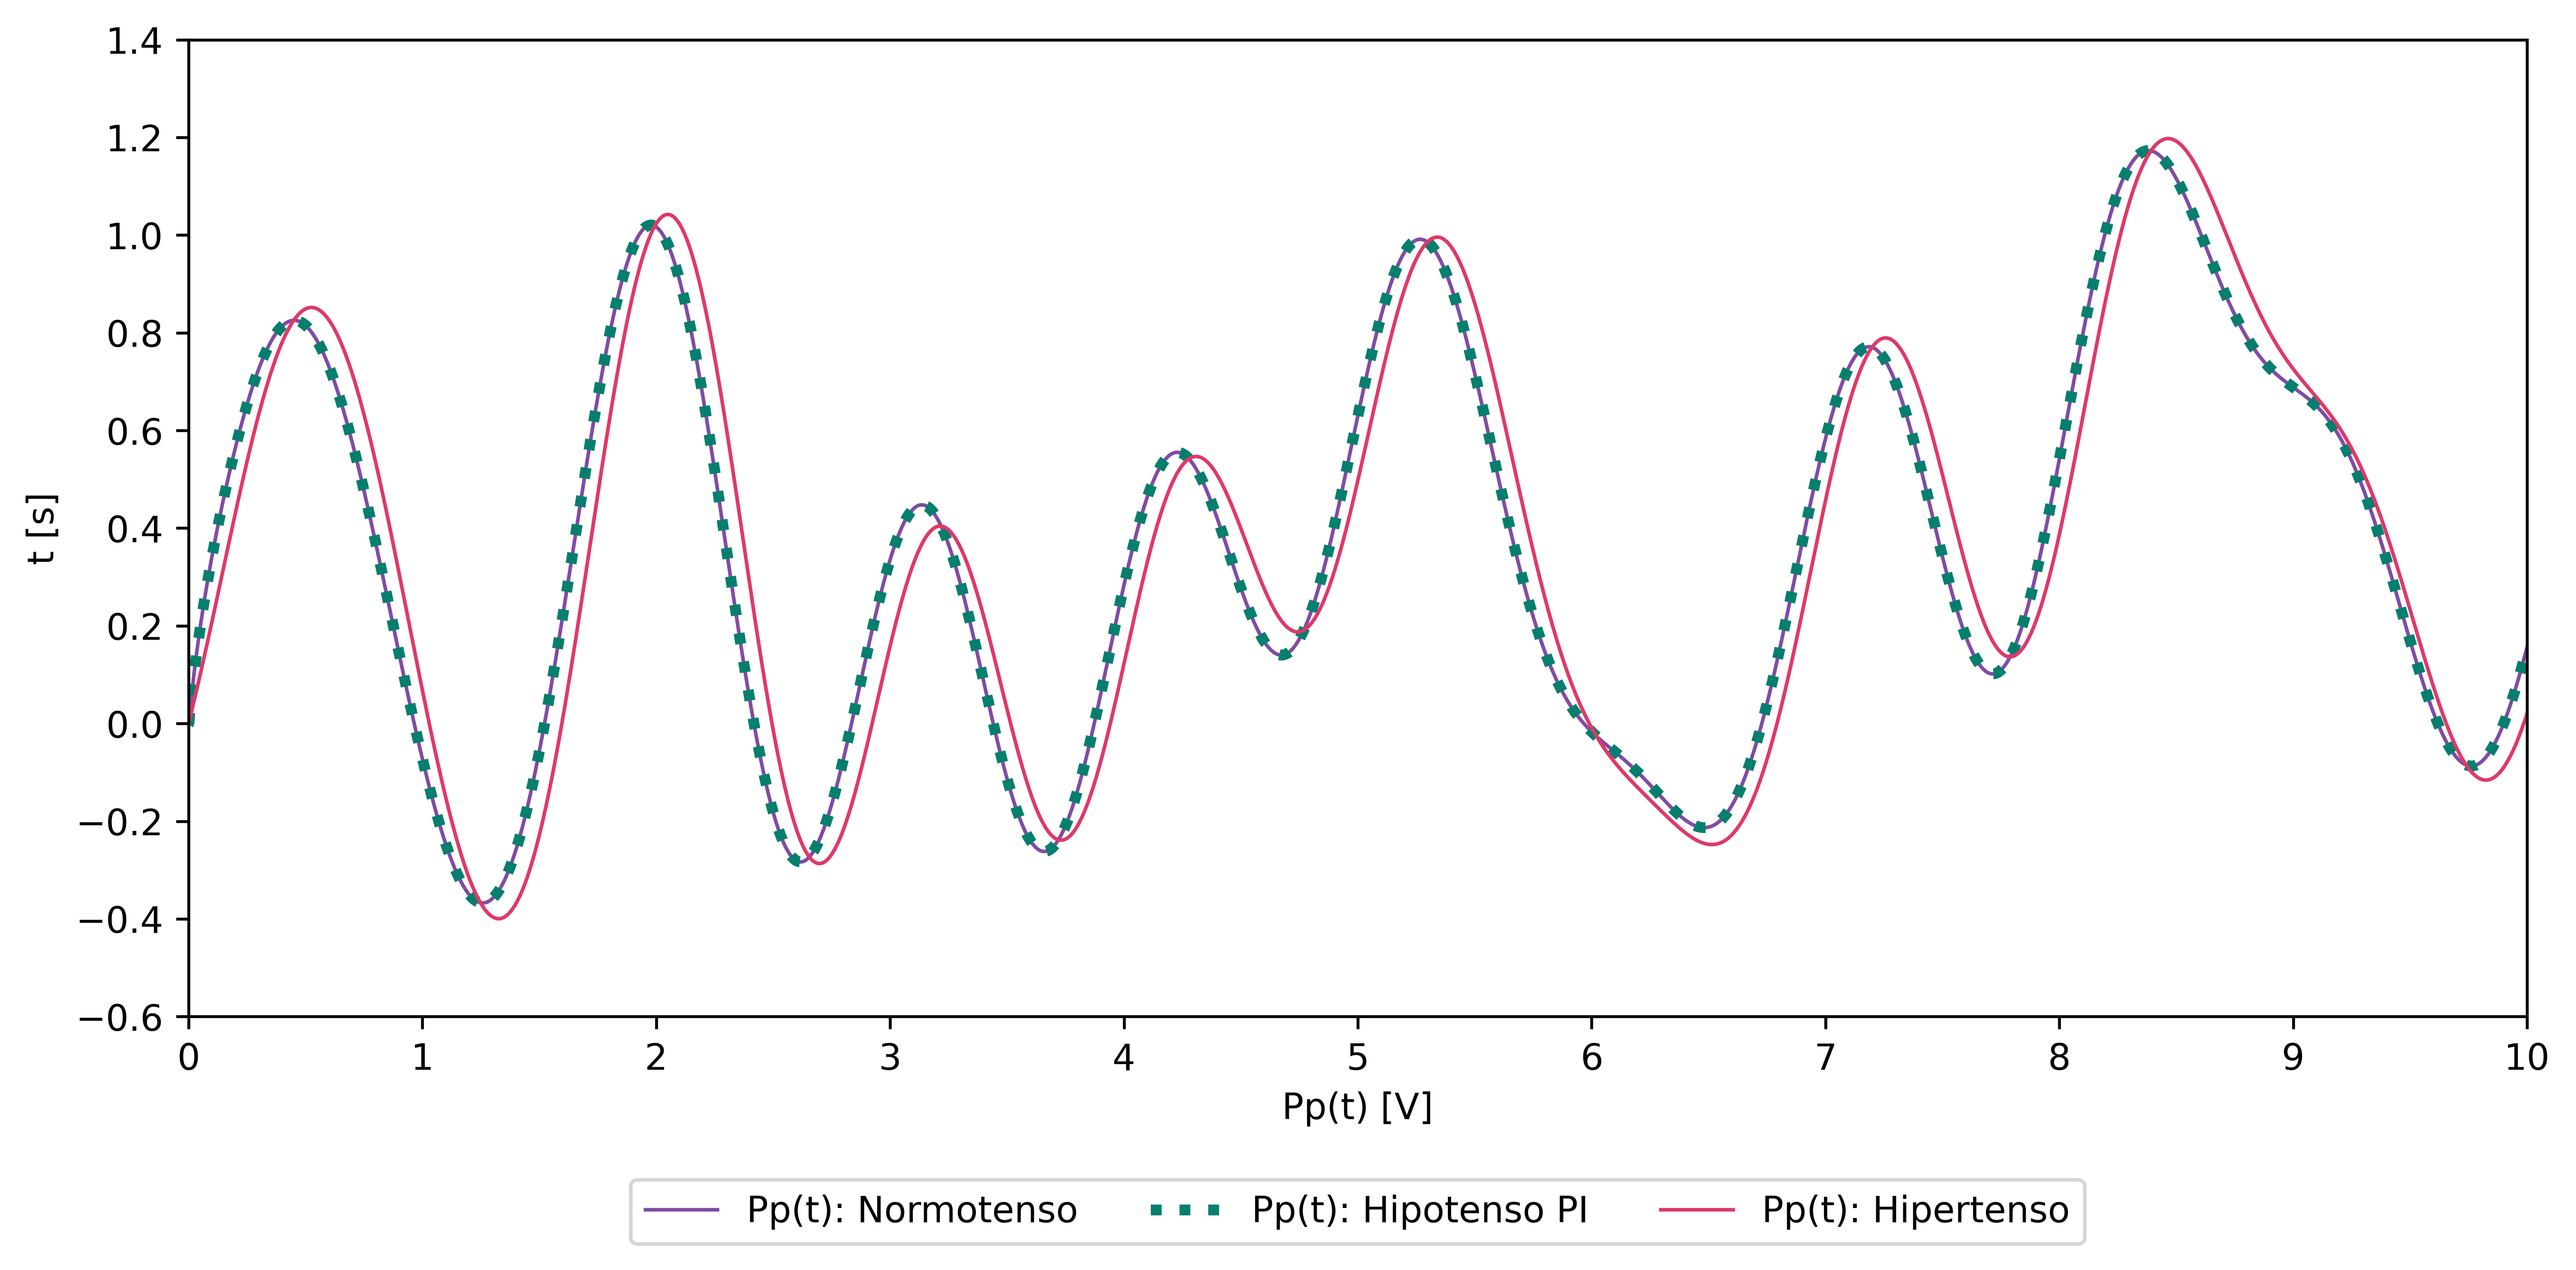 1.4
1.2
1.0
0.8
0.6
0.4
0.2
0.0
−0.2
−0.4
−0.6
t [s]
0 1 2 3 4 5 6 7 8 9 10
Pp(t) [V]
Pp(t): Normotenso Pp(t): Hipotenso PI Pp(t): Hipertenso